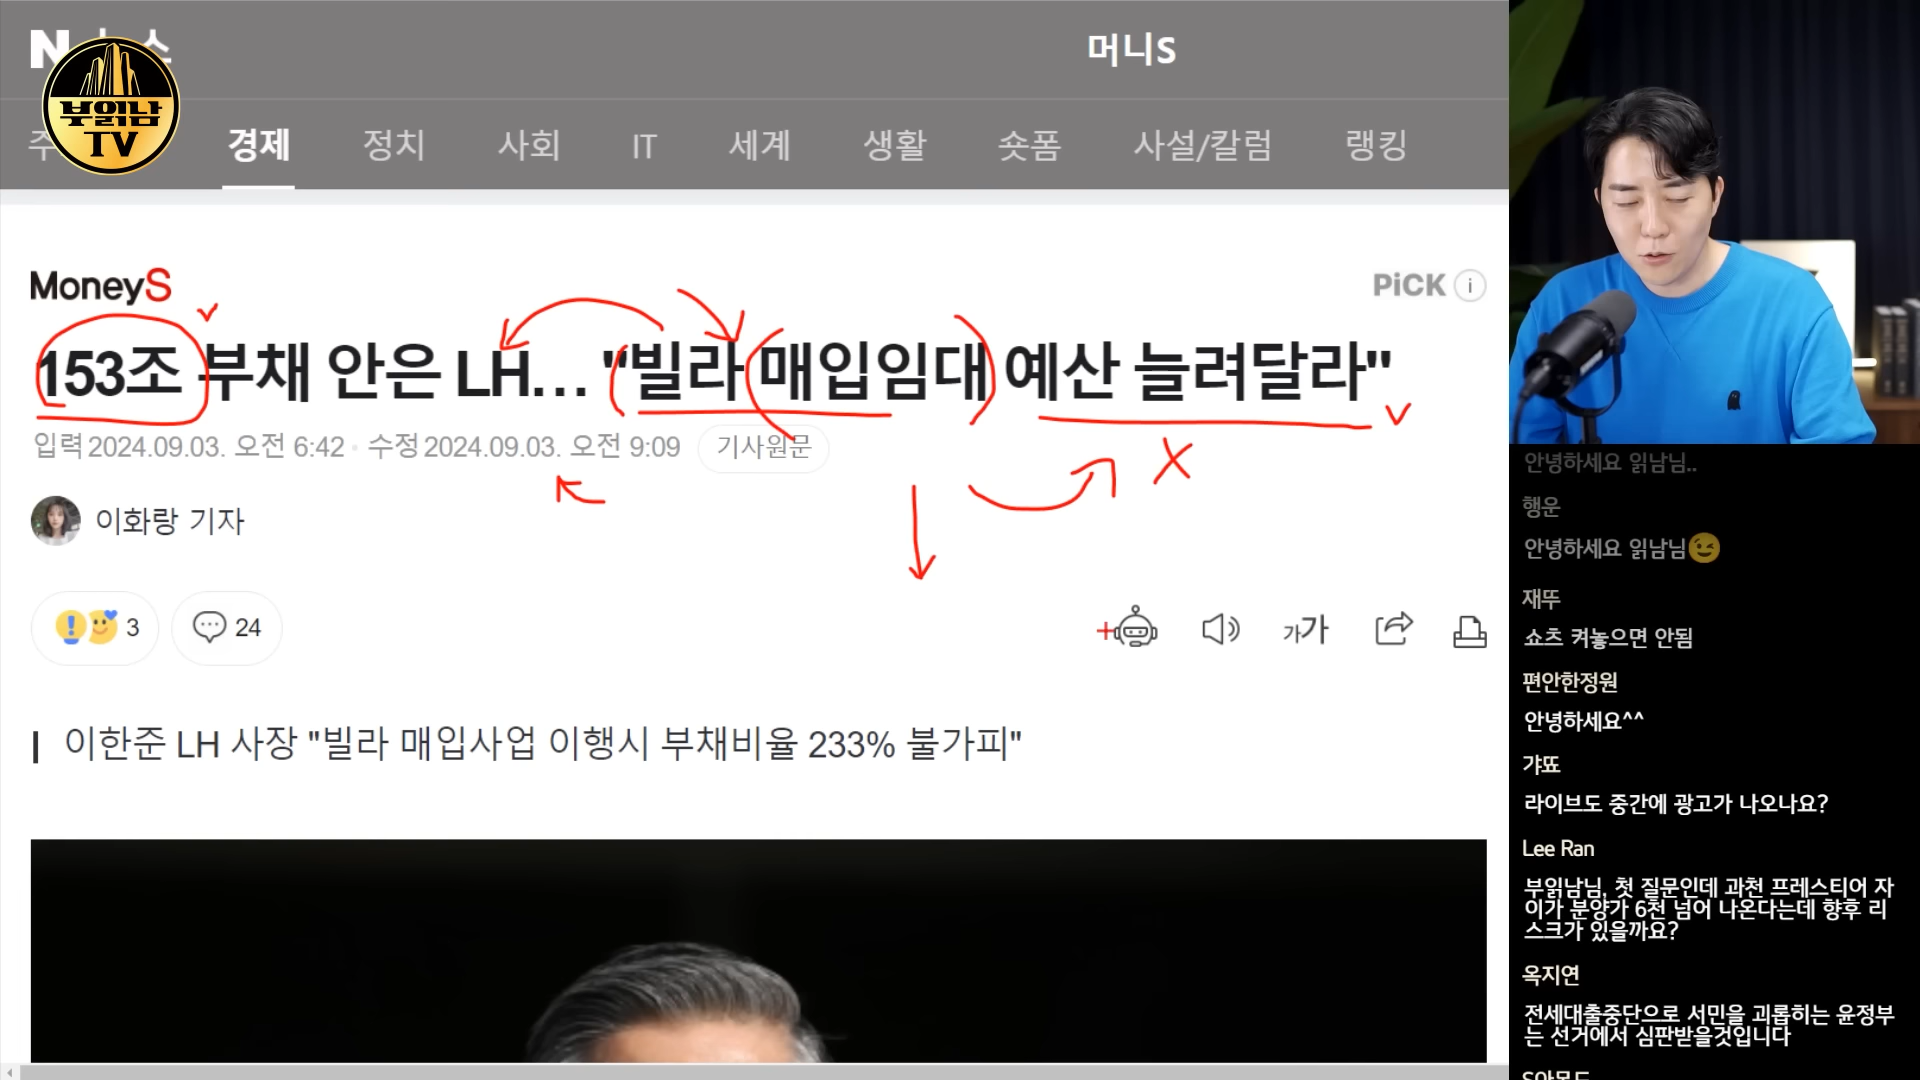 머니S
부읽남
TV
경제 정치 사회 IT 세계 생활 숏폼 사설/칼럼 랭킹
MoneyS
PiCK
153조 부채 안은 LH... "빌라 매입임대 예산 늘려달라"
입력 2024.09.03. 오전 6:42 · 수정 2024.09.03. 오전 9:09 기사원문
이화랑 기자
3 24
가가
이한준 LH 사장 "빌라 매입사업 이행시 부채비율 233% 불가피"
안녕하세요 읽남님..
행운
안녕하세요 읽남님😉
재뚜
쇼츠 켜놓으면 안됨
편안한정원
안녕하세요^^
갸뚀
라이브도 중간에 광고가 나오나요?
Lee Ran
부읽남님, 첫 질문인데 과천 프레스티어 자
이가 분양가 6천 넘어 나온다는데 향후 리
스크가 있을까요?
옥지연
전세대출중단으로 서민을 괴롭히는 윤정부
는 선거에서 심판받을것입니다